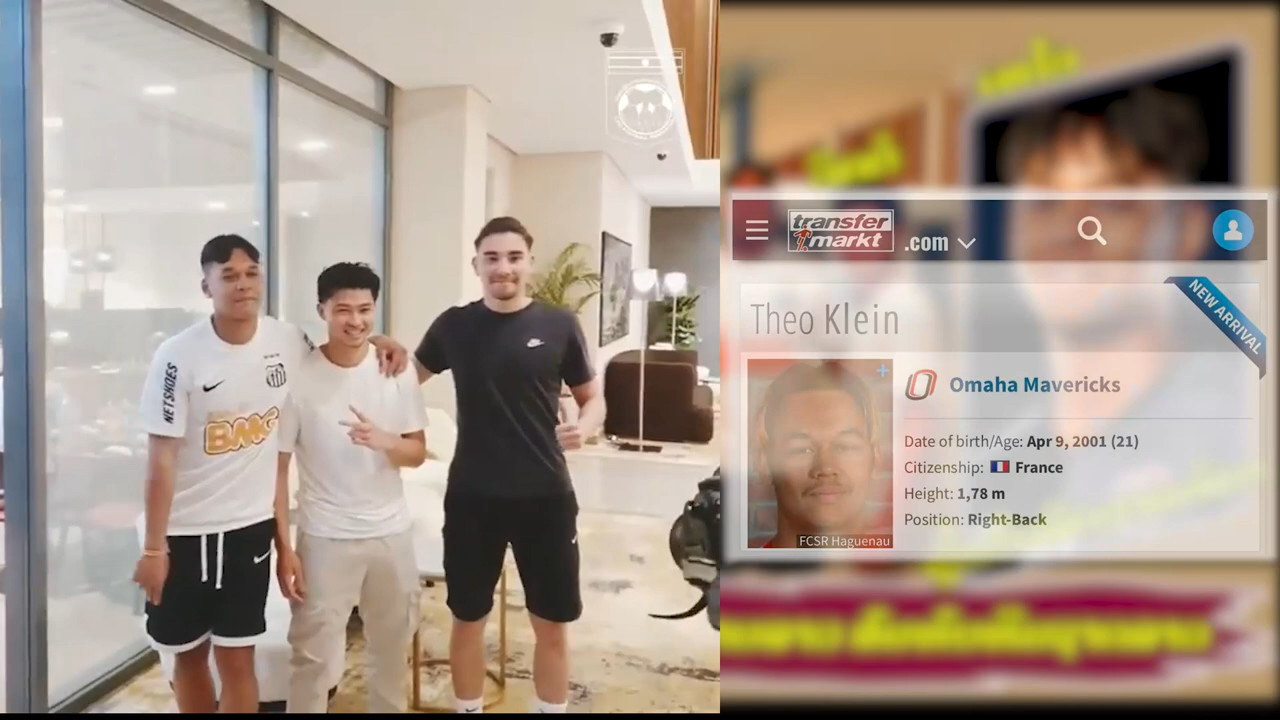 NETSHOES
BMG
transfer
markt
.com
Theo Klein
NEW ARRIVAL
Omaha Mavericks
Date of birth/Age: Apr 9, 2001 (21)
Citizenship: France
Height: 1,78 m
Position: Right-Back
FCSR Haguenau